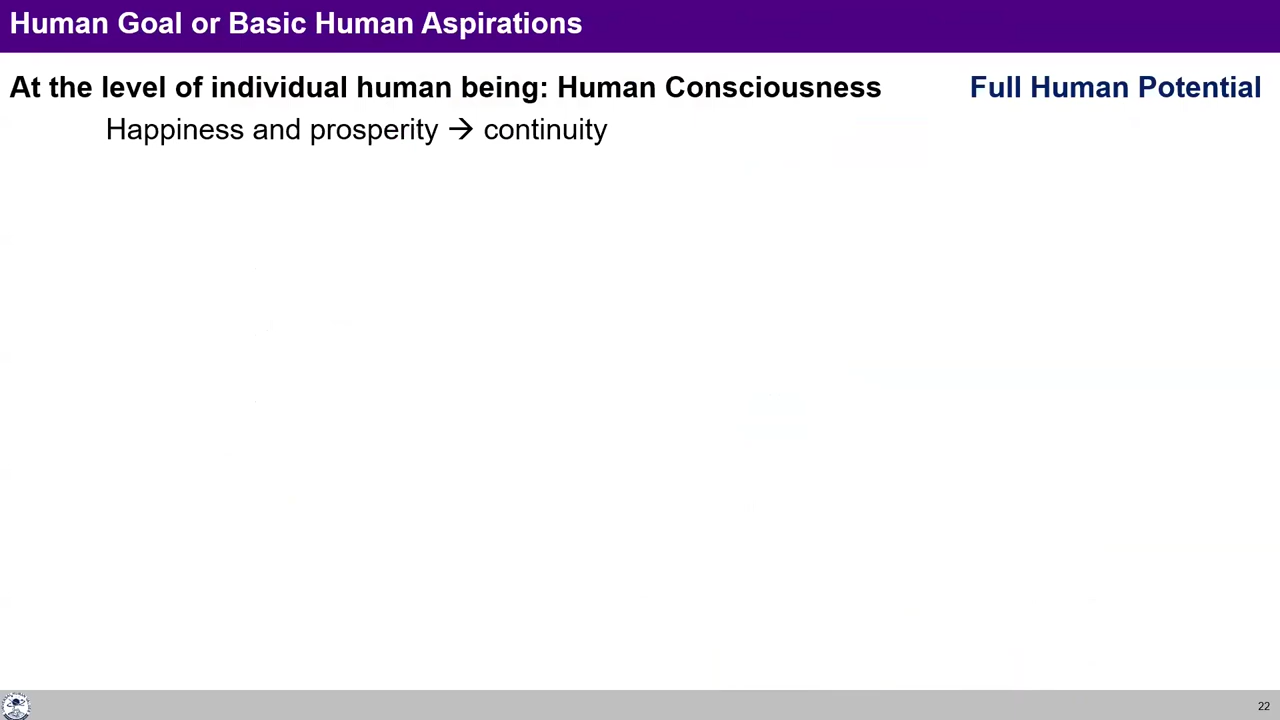 Human Goal or Basic Human Aspirations
At the level of individual human being: Human Consciousness Full Human Potential
Happiness and prosperity → continuity
22